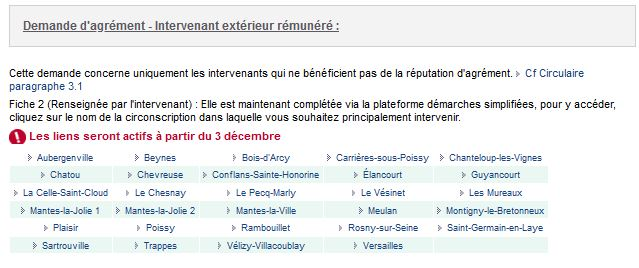 Demande d'agrément - Intervenant extérieur rémunéré :
Cette demande concerne uniquement les intervenants qui ne bénéficient pas de la réputation d'agrément. Cf Circulaire
paragraphe 3.1
Fiche 2 (Renseignée par l'intervenant) : Elle est maintenant complétée via la plateforme démarches simplifiées, pour y accéder,
cliquez sur le nom de la circonscription dans laquelle vous souhaitez principalement intervenir.
Les liens seront actifs à partir du 3 décembre
Aubergenville Beynes Bois-d'Arcy Carrières-sous-Poissy Chanteloup-les-Vignes
Chatou Chevreuse Conflans-Sainte-Honorine Élancourt Guyancourt
La Celle-Saint-Cloud Le Chesnay Le Pecq-Marly Le Vésinet Les Mureaux
Mantes-la-Jolie 1 Mantes-la-Jolie 2 Mantes-la-Ville Meulan Montigny-le-Bretonneux
Plaisir Poissy Rambouillet Rosny-sur-Seine Saint-Germain-en-Laye
Sartrouville Trappes Vélizy-Villacoublay Versailles